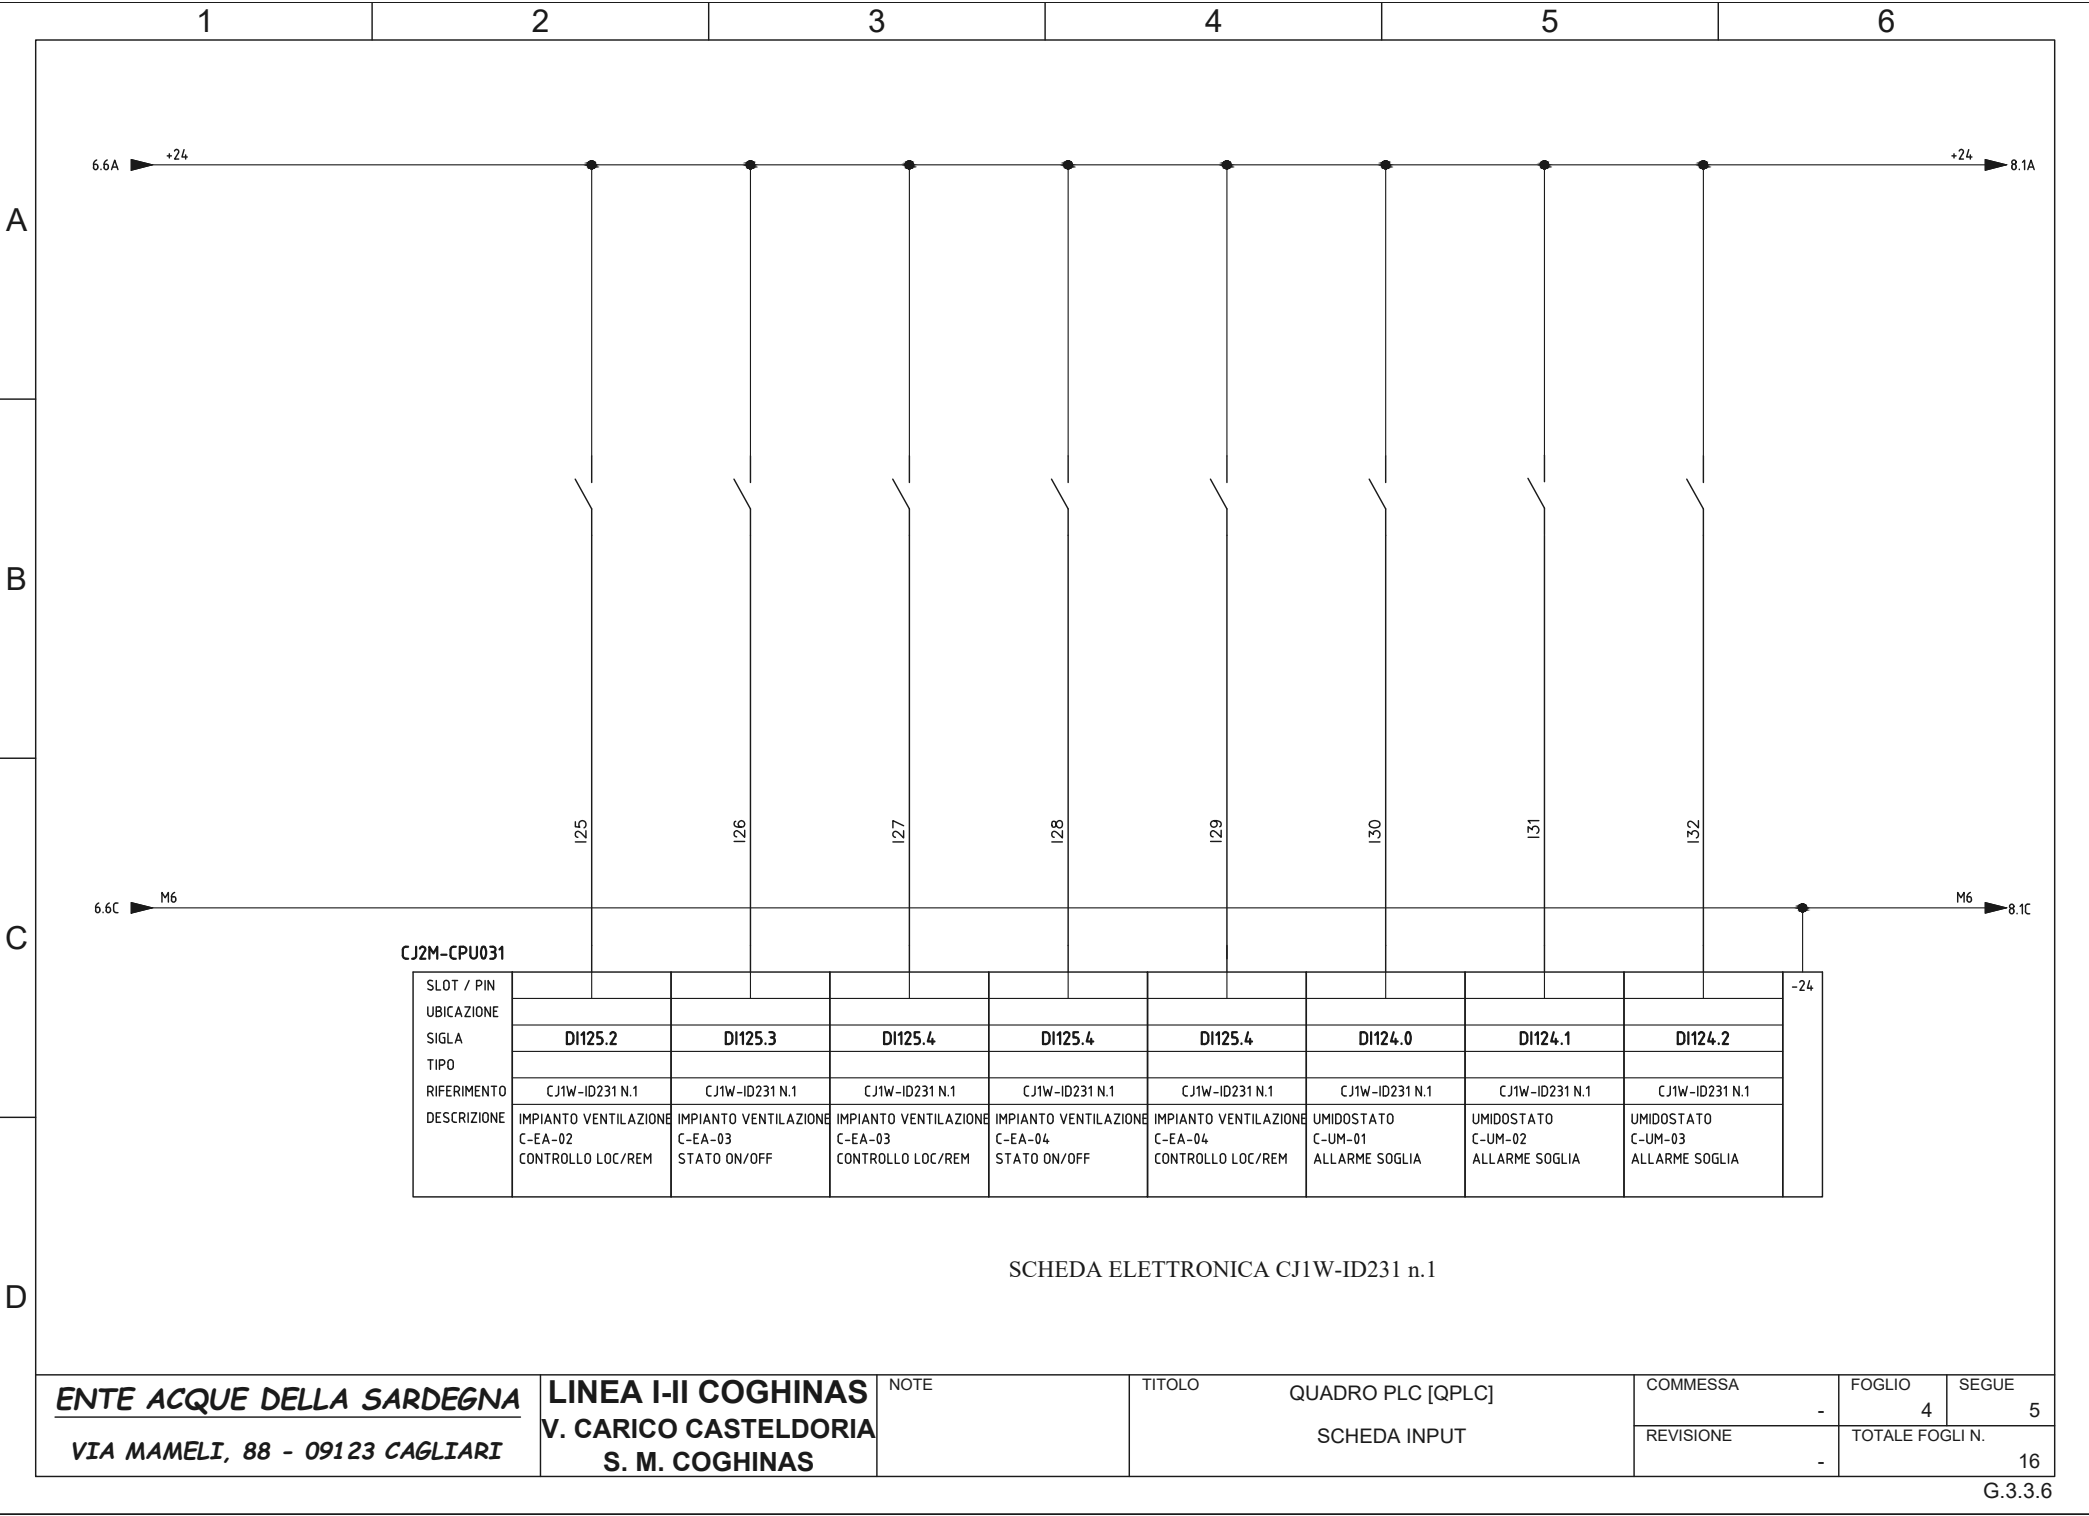 1 2 3 4 5 6
A
B
C
D
6.6A +24 +24 8.1A
I25 I26 I27 I28 I29 I30 I31 I32
6.6C M6 M6 8.1C
CJ2M-CPU031
SLOT / PIN -24
UBICAZIONE
SIGLA DI125.2 DI125.3 DI125.4 DI125.4 DI125.4 DI124.0 DI124.1 DI124.2
TIPO
RIFERIMENTO CJ1W-ID231 N.1 CJ1W-ID231 N.1 CJ1W-ID231 N.1 CJ1W-ID231 N.1 CJ1W-ID231 N.1 CJ1W-ID231 N.1 CJ1W-ID231 N.1 CJ1W-ID231 N.1
DESCRIZIONE IMPIANTO VENTILAZIONE IMPIANTO VENTILAZIONE IMPIANTO VENTILAZIONE IMPIANTO VENTILAZIONE IMPIANTO VENTILAZIONE UMIDOSTATO UMIDOSTATO UMIDOSTATO
C-EA-02 C-EA-03 C-EA-03 C-EA-04 C-EA-04 C-UM-01 C-UM-02 C-UM-03
CONTROLLO LOC/REM STATO ON/OFF CONTROLLO LOC/REM STATO ON/OFF CONTROLLO LOC/REM ALLARME SOGLIA ALLARME SOGLIA ALLARME SOGLIA
SCHEDA ELETTRONICA CJ1W-ID231 n.1
ENTE ACQUE DELLA SARDEGNA
VIA MAMELI, 88 - 09123 CAGLIARI
LINEA I-II COGHINAS
V. CARICO CASTELDORIA
S. M. COGHINAS
NOTE
TITOLO
QUADRO PLC [QPLC]
SCHEDA INPUT
COMMESSA
-
REVISIONE
-
FOGLIO
4
SEGUE
5
TOTALE FOGLI N.
16
G.3.3.6